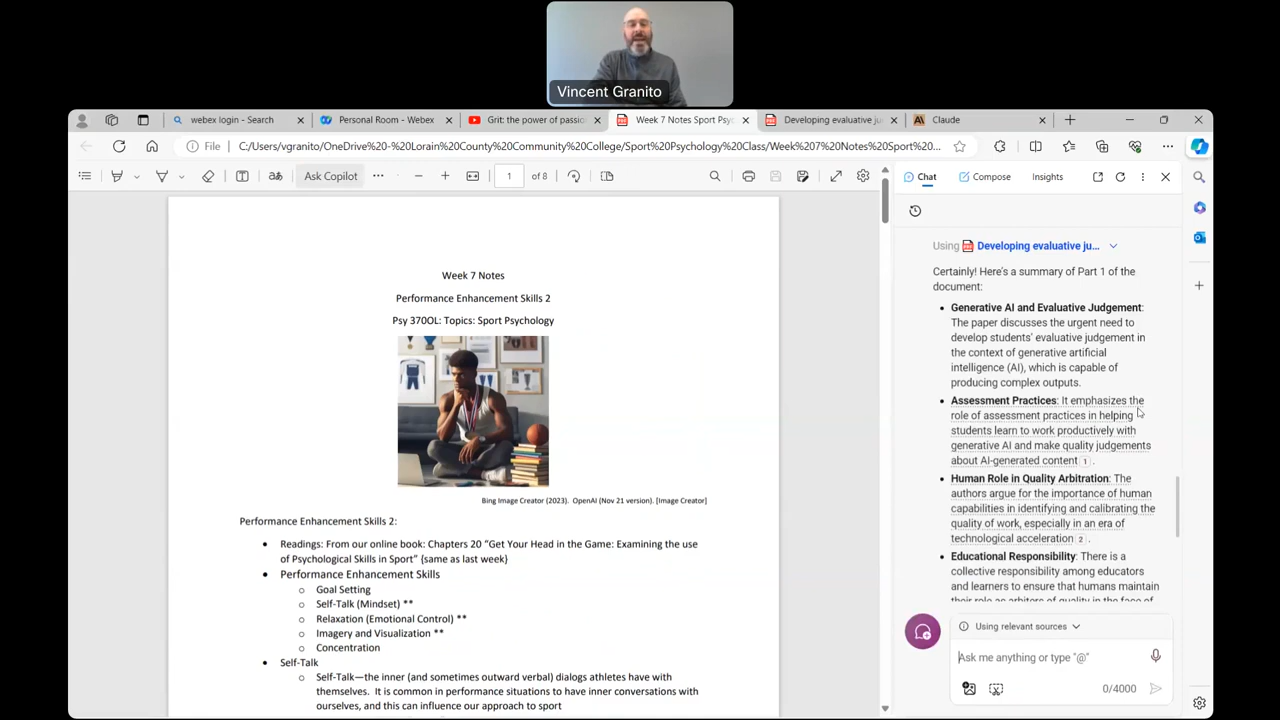 Vincent Granito
webex login - Search
Personal Room - Webex
Grit: the power of passio
Week 7 Notes Sport Psyc
Developing evaluative ju
Claude
File
C:/Users/vgranito/OneDrive%20-%20Lorain%20County%20Community%20College/Sport%20Psychology%20Class/Week%207%20Notes%20Sport%20...
Ask Copilot
1
of 8
Chat
Compose
Insights
Week 7 Notes
Performance Enhancement Skills 2
Psy 370OL: Topics: Sport Psychology
Bing Image Creator (2023). OpenAI (Nov 21 version). [Image Creator]
Performance Enhancement Skills 2:
• Readings: From our online book: Chapters 20 “Get Your Head in the Game: Examining the use
of Psychological Skills in Sport” {same as last week}
• Performance Enhancement Skills
o Goal Setting
o Self-Talk (Mindset) **
o Relaxation (Emotional Control) **
o Imagery and Visualization **
o Concentration
• Self-Talk
o Self-Talk—the inner (and sometimes outward verbal) dialogs athletes have with
themselves. It is common in performance situations to have inner conversations with
ourselves, and this can influence our approach to sport
Using Developing evaluative ju...
Certainly! Here's a summary of Part 1 of the
document:
• Generative AI and Evaluative Judgement:
The paper discusses the urgent need to
develop students' evaluative judgement in
the context of generative artificial
intelligence (AI), which is capable of
producing complex outputs.
• Assessment Practices: It emphasizes the
role of assessment practices in helping
students learn to work productively with
generative AI and make quality judgements
about AI-generated content 1 .
• Human Role in Quality Arbitration: The
authors argue for the importance of human
capabilities in identifying and calibrating the
quality of work, especially in an era of
technological acceleration 2 .
• Educational Responsibility: There is a
collective responsibility among educators
and learners to ensure that humans maintain
their role as arbiters of quality in the face of
Using relevant sources
Ask me anything or type "@"
0/4000